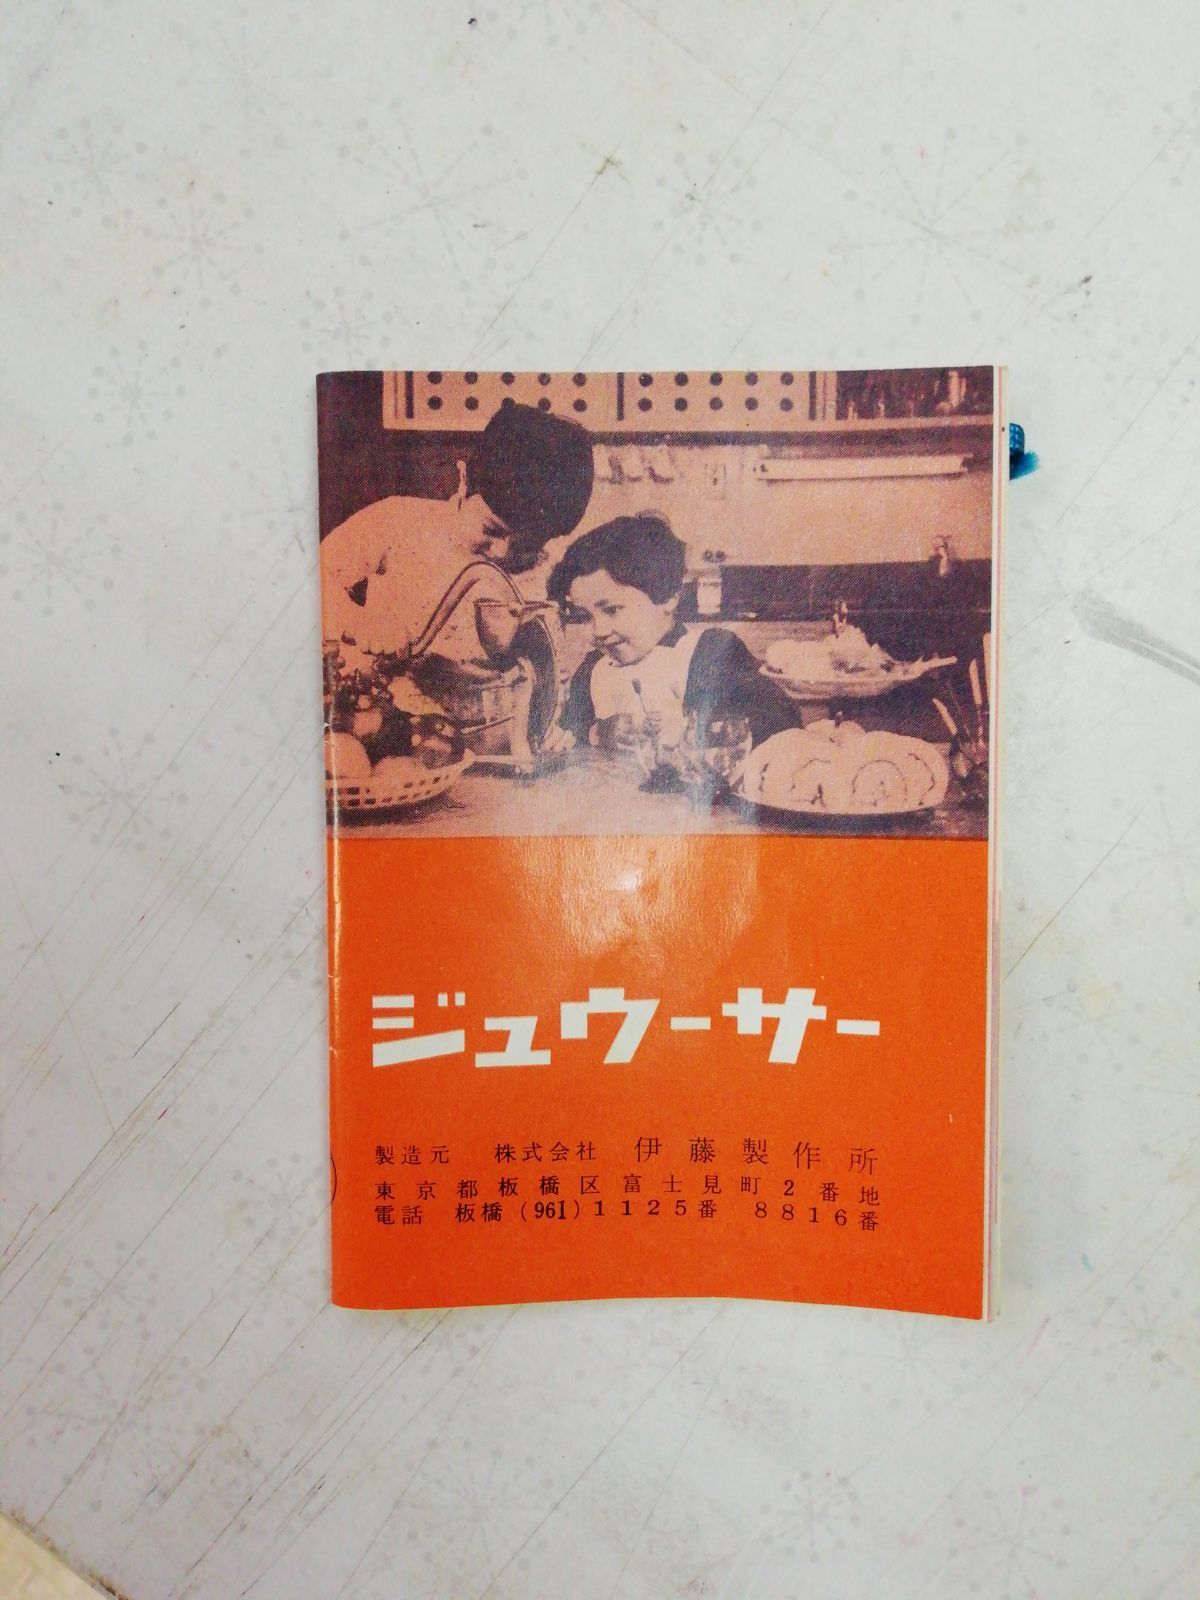 ジュウーサー
製造元 株式会社 伊藤製作所
東京都板橋区富士見町2番地
電話 板橋(961)1125番 8816番